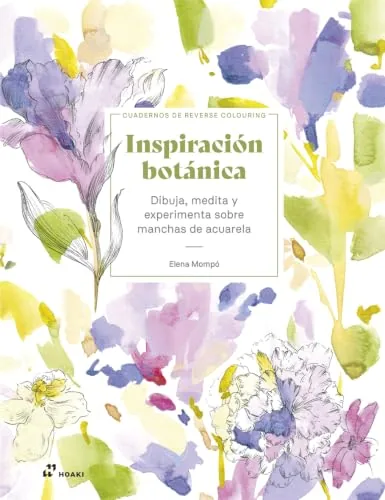 CUADERNOS DE REVERSE COLOURING
Inspiración
botánica
Dibuja, medita y
experimenta sobre
manchas de acuarela
Elena Mompó
HOAKI